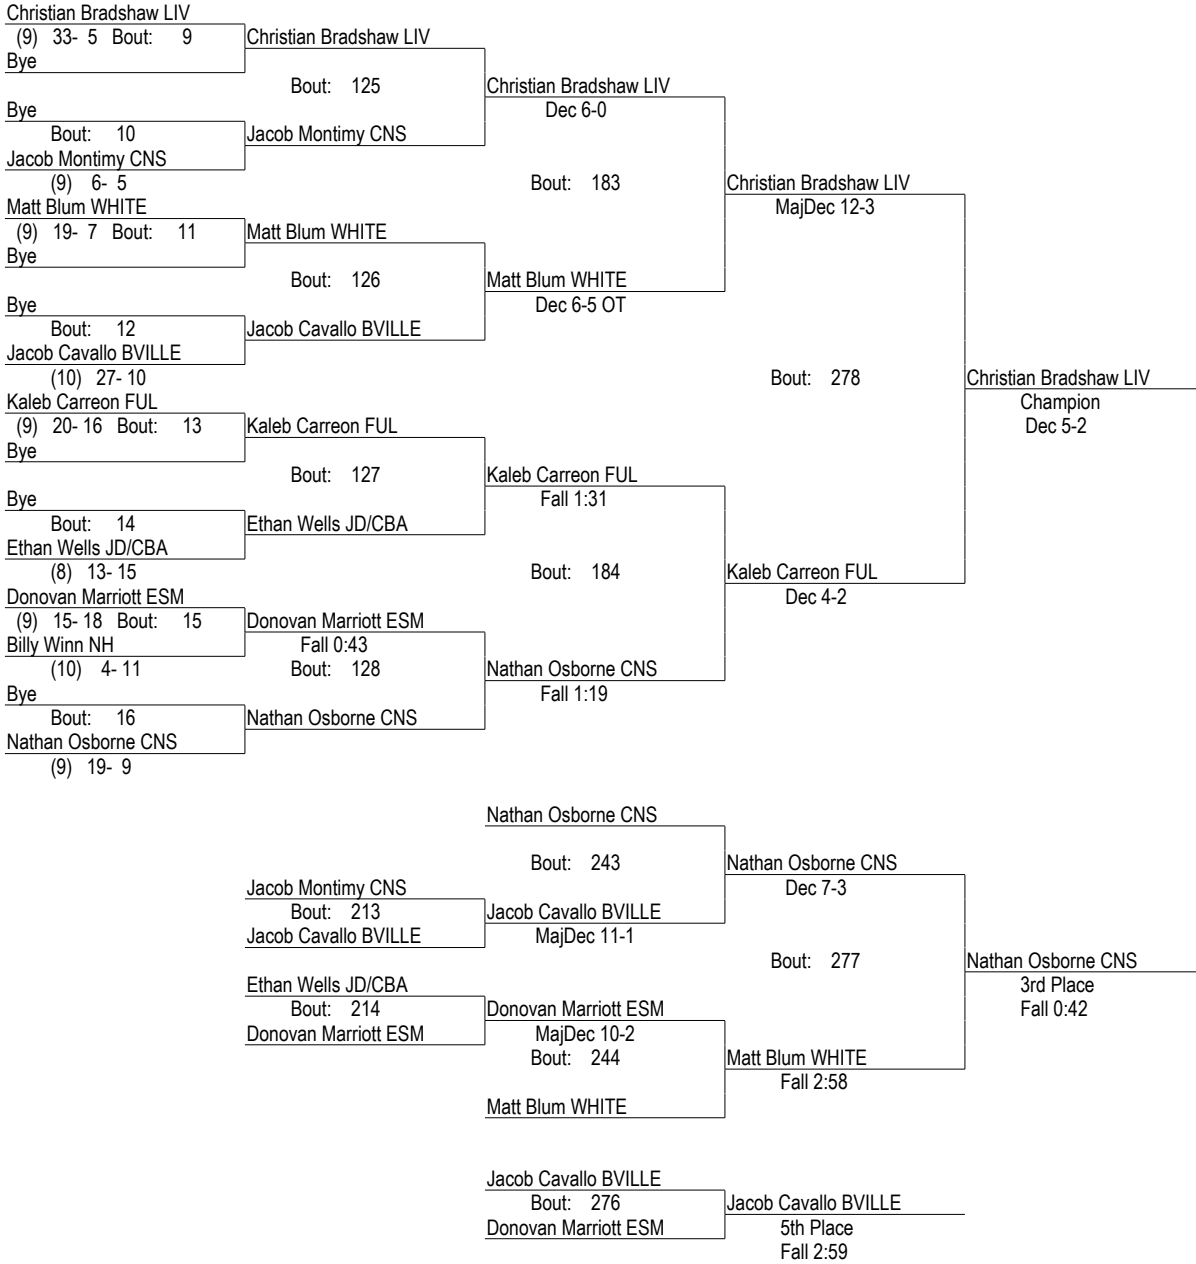 Christian Bradshaw LIV
(9) 33- 5 Bout: 9 Christian Bradshaw LIV
Bye
Bout: 125 Christian Bradshaw LIV
Bye Dec 6-0
Bout: 10 Jacob Montimy CNS
Jacob Montimy CNS
(9) 6- 5 Bout: 183 Christian Bradshaw LIV
Matt Blum WHITE MajDec 12-3
(9) 19- 7 Bout: 11 Matt Blum WHITE
Bye
Bout: 126 Matt Blum WHITE
Bye Dec 6-5 OT
Bout: 12 Jacob Cavallo BVILLE
Jacob Cavallo BVILLE
(10) 27- 10 Bout: 278 Christian Bradshaw LIV
Kaleb Carreon FUL Champion
(9) 20- 16 Bout: 13 Kaleb Carreon FUL Dec 5-2
Bye
Bout: 127 Kaleb Carreon FUL
Bye Fall 1:31
Bout: 14 Ethan Wells JD/CBA
Ethan Wells JD/CBA
(8) 13- 15 Bout: 184 Kaleb Carreon FUL
Donovan Marriott ESM Dec 4-2
(9) 15- 18 Bout: 15 Donovan Marriott ESM
Billy Winn NH Fall 0:43
(10) 4- 11 Bout: 128 Nathan Osborne CNS
Bye Fall 1:19
Bout: 16 Nathan Osborne CNS
Nathan Osborne CNS
(9) 19- 9
Nathan Osborne CNS
Bout: 243 Nathan Osborne CNS
Jacob Montimy CNS Dec 7-3
Bout: 213 Jacob Cavallo BVILLE
Jacob Cavallo BVILLE MajDec 11-1
Bout: 277 Nathan Osborne CNS
Ethan Wells JD/CBA 3rd Place
Bout: 214 Donovan Marriott ESM Fall 0:42
Donovan Marriott ESM MajDec 10-2
Bout: 244 Matt Blum WHITE
Fall 2:58
Matt Blum WHITE
Jacob Cavallo BVILLE
Bout: 276 Jacob Cavallo BVILLE
Donovan Marriott ESM 5th Place
Fall 2:59